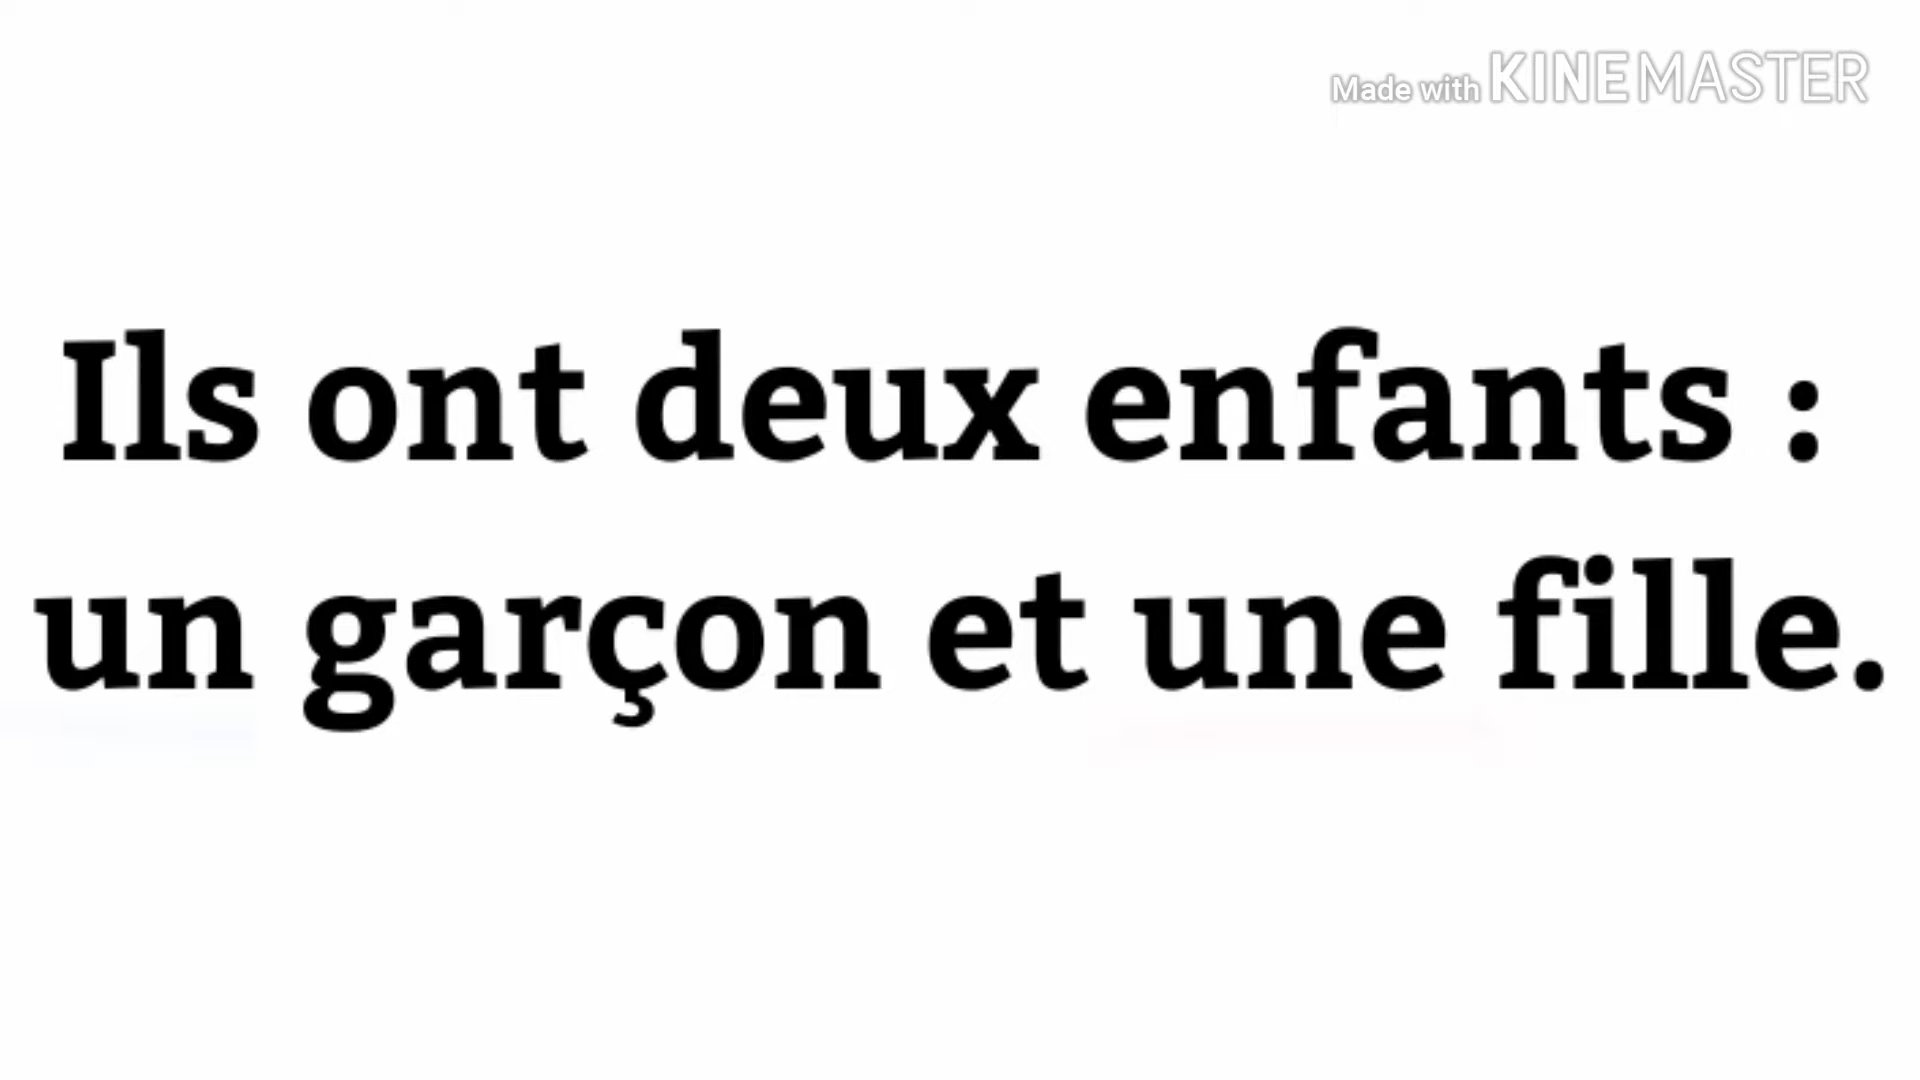 Made with KINEMASTER
Ils ont deux enfants :
un garçon et une fille.